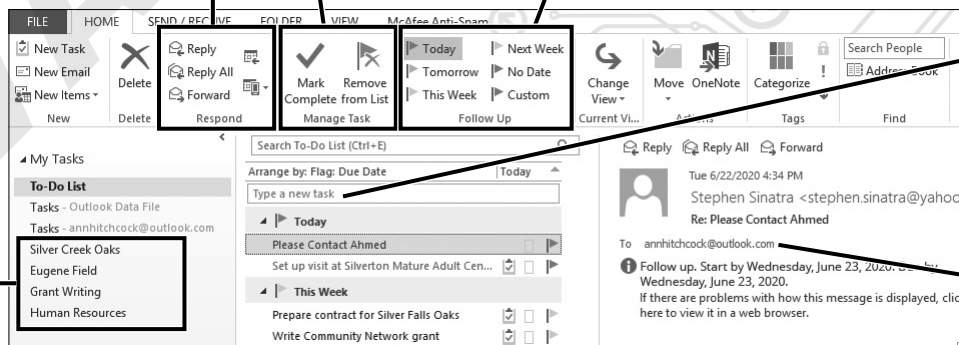 FILE HOME SEND / RECEIVE FOLDER VIEW McAfee Anti-Spam
New Task
New Email
New Items
New
Delete
Delete
Reply
Reply All
Forward
Respond
Mark Complete
Remove from List
Manage Task
Today
Tomorrow
This Week
Next Week
No Date
Custom
Follow Up
Change View
Current Vi...
Move
OneNote
Actions
Categorize
Tags
Search People
Address Book
Find
My Tasks
To-Do List
Tasks - Outlook Data File
Tasks - annhitchcock@outlook.com
Silver Creek Oaks
Eugene Field
Grant Writing
Human Resources
Search To-Do List (Ctrl+E)
Arrange by: Flag: Due Date Today
Type a new task
Today
Please Contact Ahmed
Set up visit at Silverton Mature Adult Cen...
This Week
Prepare contract for Silver Falls Oaks
Write Community Network grant
Reply Reply All Forward
Tue 6/22/2020 4:34 PM
Stephen Sinatra <stephen.sinatra@yahoo
Re: Please Contact Ahmed
To annhitchcock@outlook.com
Follow up. Start by Wednesday, June 23, 2020. Due by
Wednesday, June 23, 2020.
If there are problems with how this message is displayed, clic
here to view it in a web browser.